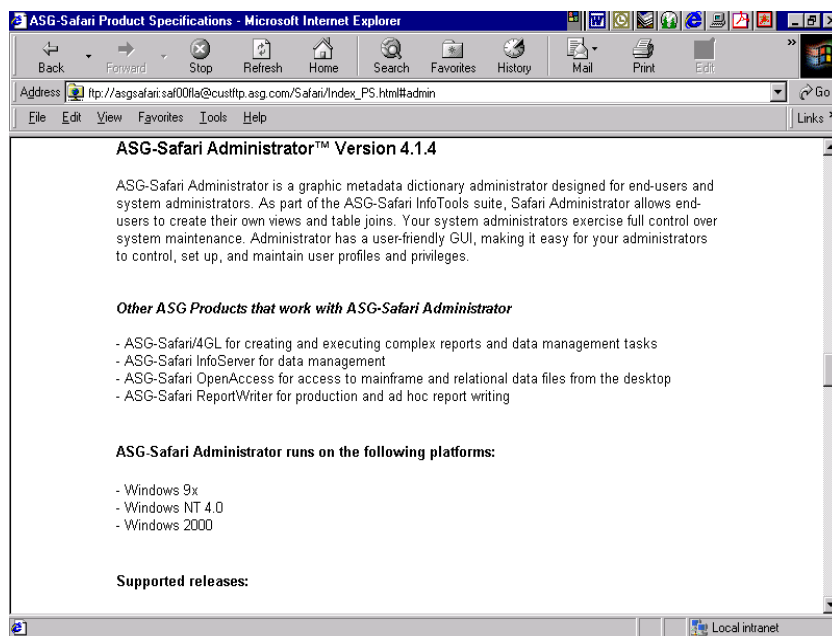 ASG-Safari Product Specifications - Microsoft Internet Explorer
Back Forward Stop Refresh Home Search Favorites History Mail Print Edit
Address ftp://asgsafari:saf00fla@custftp.asg.com/Safari/Index_PS.html#admin Go
File Edit View Favorites Tools Help Links
ASG-Safari Administrator™ Version 4.1.4
ASG-Safari Administrator is a graphic metadata dictionary administrator designed for end-users and
system administrators. As part of the ASG-Safari InfoTools suite, Safari Administrator allows end-
users to create their own views and table joins. Your system administrators exercise full control over
system maintenance. Administrator has a user-friendly GUI, making it easy for your administrators
to control, set up, and maintain user profiles and privileges.
Other ASG Products that work with ASG-Safari Administrator
- ASG-Safari/4GL for creating and executing complex reports and data management tasks
- ASG-Safari InfoServer for data management
- ASG-Safari OpenAccess for access to mainframe and relational data files from the desktop
- ASG-Safari ReportWriter for production and ad hoc report writing
ASG-Safari Administrator runs on the following platforms:
- Windows 9x
- Windows NT 4.0
- Windows 2000
Supported releases:
Local intranet